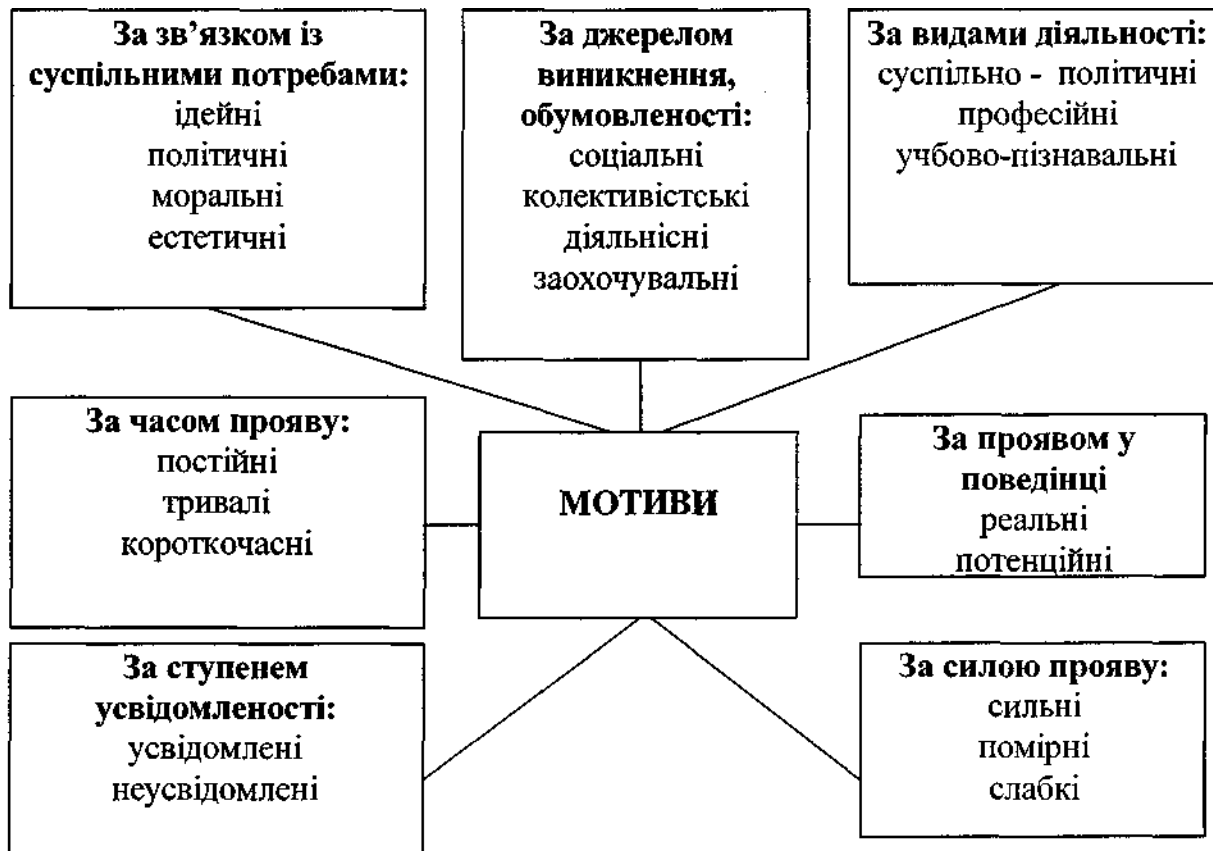 За зв’язком із
суспільними потребами:
ідейні
політичні
моральні
естетичні
За джерелом
виникнення,
обумовленості:
соціальні
колективістські
діяльнісні
заохочувальні
За видами діяльності:
суспільно - політичні
професійні
учбово-пізнавальні
За часом прояву:
постійні
тривалі
короткочасні
МОТИВИ
За проявом у
поведінці
реальні
потенційні
За ступенем
усвідомленості:
усвідомлені
неусвідомлені
За силою прояву:
сильні
помірні
слабкі